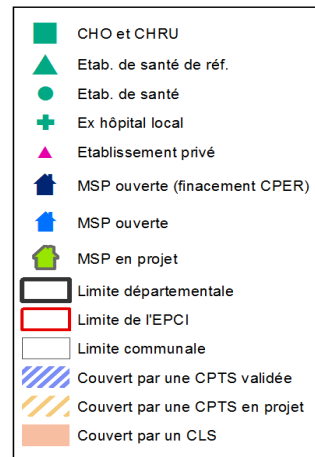 CHO et CHRU
Etab. de santé de réf.
Etab. de santé
Ex hôpital local
Etablissement privé
MSP ouverte (finacement CPER)
MSP ouverte
MSP en projet
Limite départementale
Limite de l'EPCI
Limite communale
Couvert par une CPTS validée
Couvert par une CPTS en projet
Couvert par un CLS